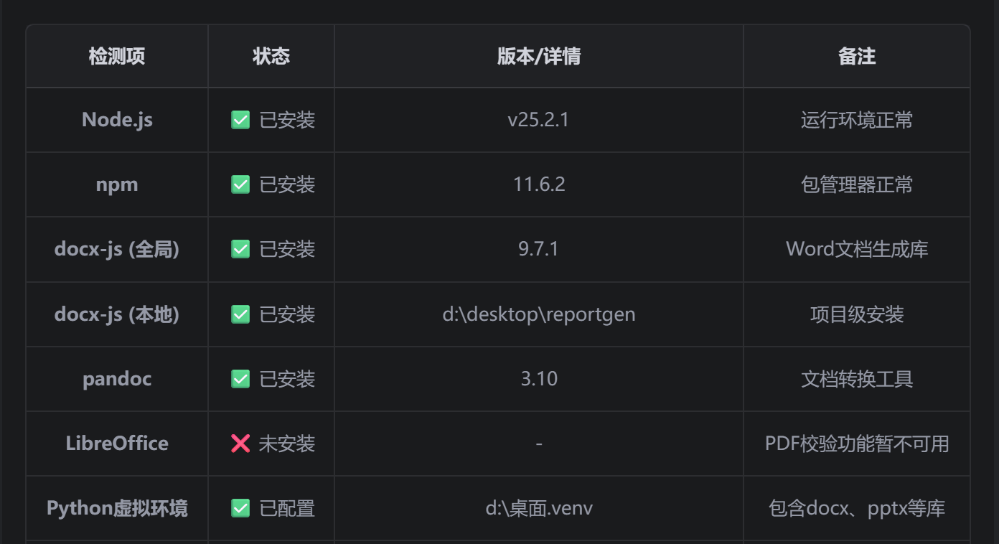 检测项 状态 版本/详情 备注
Node.js ✅ 已安装 v25.2.1 运行环境正常
npm ✅ 已安装 11.6.2 包管理器正常
docx-js (全局) ✅ 已安装 9.7.1 Word文档生成库
docx-js (本地) ✅ 已安装 d:\desktop\reportgen 项目级安装
pandoc ✅ 已安装 3.10 文档转换工具
LibreOffice ❌ 未安装 - PDF校验功能暂不可用
Python虚拟环境 ✅ 已配置 d:\桌面.venv 包含docx、pptx等库